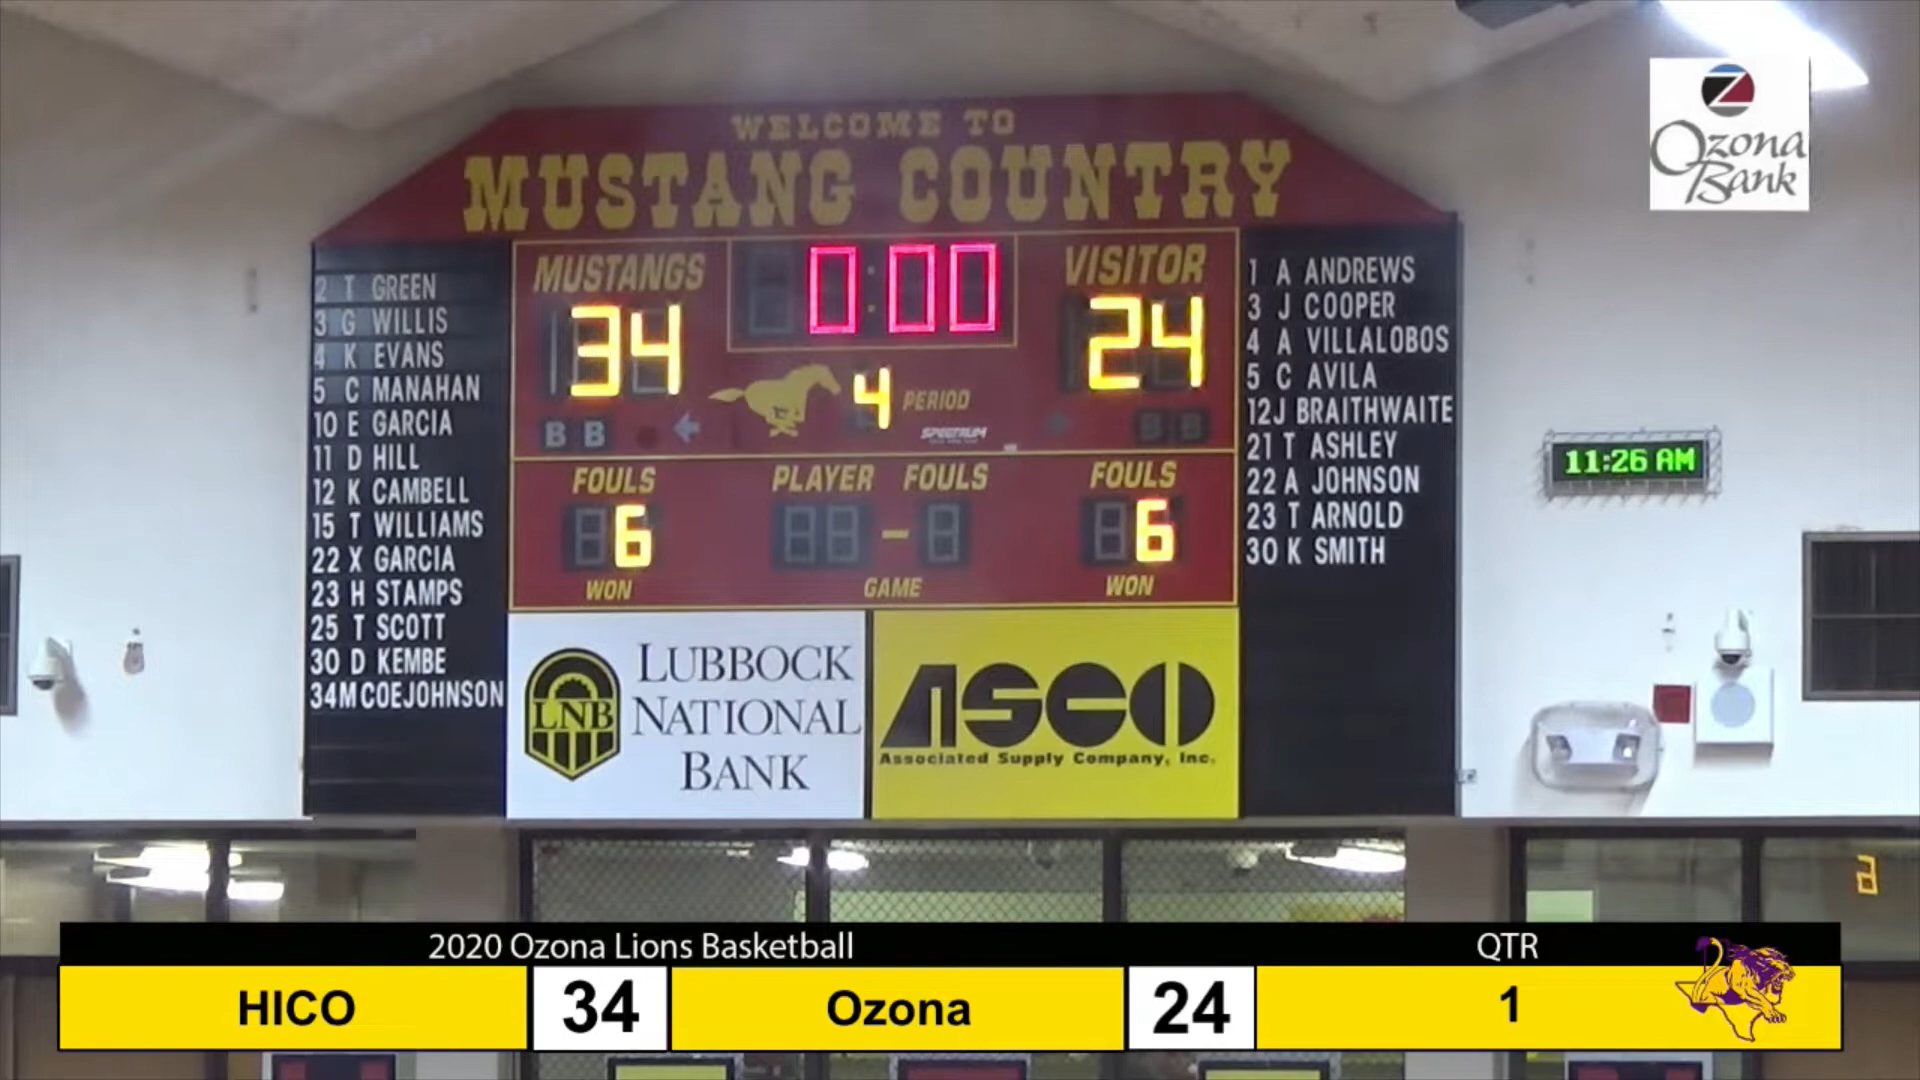 Ozona
Bank
WELCOME TO
MUSTANG COUNTRY
MUSTANGS
0:00
VISITOR
34
24
4 PERIOD
SPECTRUM
B B
B B
FOULS
PLAYER FOULS
FOULS
6
6
WON
GAME
WON
2 T GREEN
3 G WILLIS
4 K EVANS
5 C MANAHAN
10 E GARCIA
11 D HILL
12 K CAMBELL
15 T WILLIAMS
22 X GARCIA
23 H STAMPS
25 T SCOTT
30 D KEMBE
34 M COEJOHNSON
1 A ANDREWS
3 J COOPER
4 A VILLALOBOS
5 C AVILA
12 J BRAITHWAITE
21 T ASHLEY
22 A JOHNSON
23 T ARNOLD
30 K SMITH
11:26 AM
LNB
LUBBOCK
NATIONAL
BANK
ASCO
Associated Supply Company, Inc.
2
2020 Ozona Lions Basketball
QTR
HICO 34 Ozona 24 1